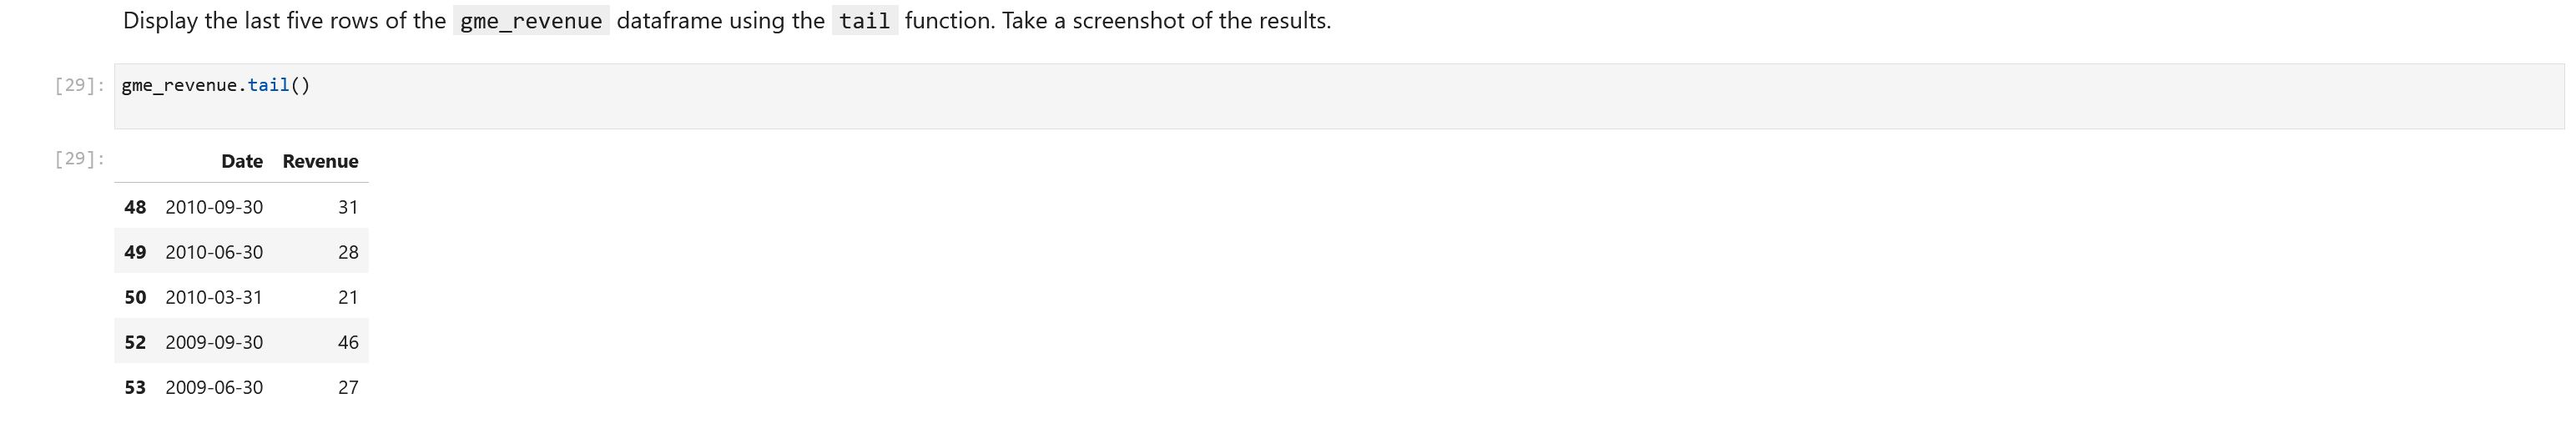 Display the last five rows of the gme_revenue dataframe using the tail function. Take a screenshot of the results.
[29]: gme_revenue.tail()
[29]: Date Revenue
48 2010-09-30 31
49 2010-06-30 28
50 2010-03-31 21
52 2009-09-30 46
53 2009-06-30 27